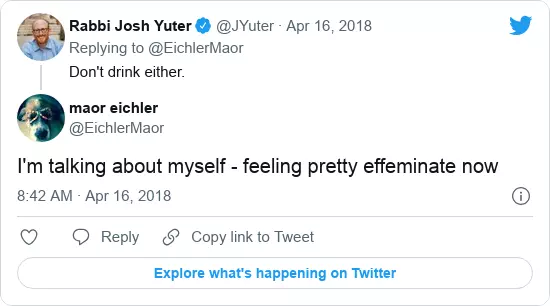 Rabbi Josh Yuter @JYuter · Apr 16, 2018
Replying to @EichlerMaor
Don't drink either.
maor eichler
@EichlerMaor
I'm talking about myself - feeling pretty effeminate now
8:42 AM · Apr 16, 2018
Reply Copy link to Tweet
Explore what's happening on Twitter